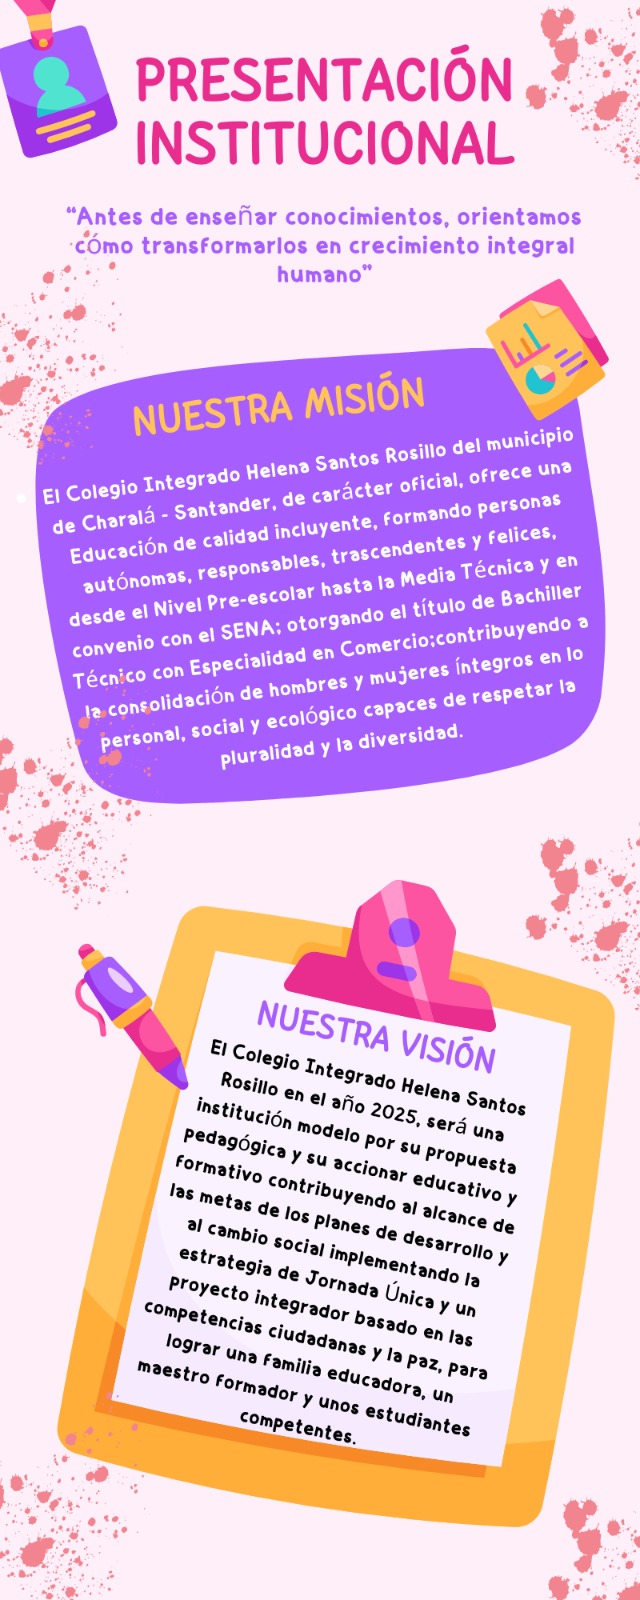 PRESENTACIÓN
INSTITUCIONAL
“Antes de enseñar conocimientos, orientamos
cómo transformarlos en crecimiento integral
humano”
NUESTRA MISIÓN
El Colegio Integrado Helena Santos Rosillo del municipio
de Charalá - Santander, de carácter oficial, ofrece una
Educación de calidad incluyente, formando personas
autónomas, responsables, trascendentes y felices,
desde el Nivel Pre-escolar hasta la Media Técnica y en
convenio con el SENA; otorgando el título de Bachiller
Técnico con Especialidad en Comercio;contribuyendo a
la consolidación de hombres y mujeres íntegros en lo
personal, social y ecológico capaces de respetar la
pluralidad y la diversidad.
NUESTRA VISIÓN
El Colegio Integrado Helena Santos
Rosillo en el año 2025, será una
institución modelo por su propuesta
pedagógica y su accionar educativo y
formativo contribuyendo al alcance de
las metas de los planes de desarrollo y
al cambio social implementando la
estrategia de Jornada Única y un
proyecto integrador basado en las
competencias ciudadanas y la paz, para
lograr una familia educadora, un
maestro formador y unos estudiantes
competentes.